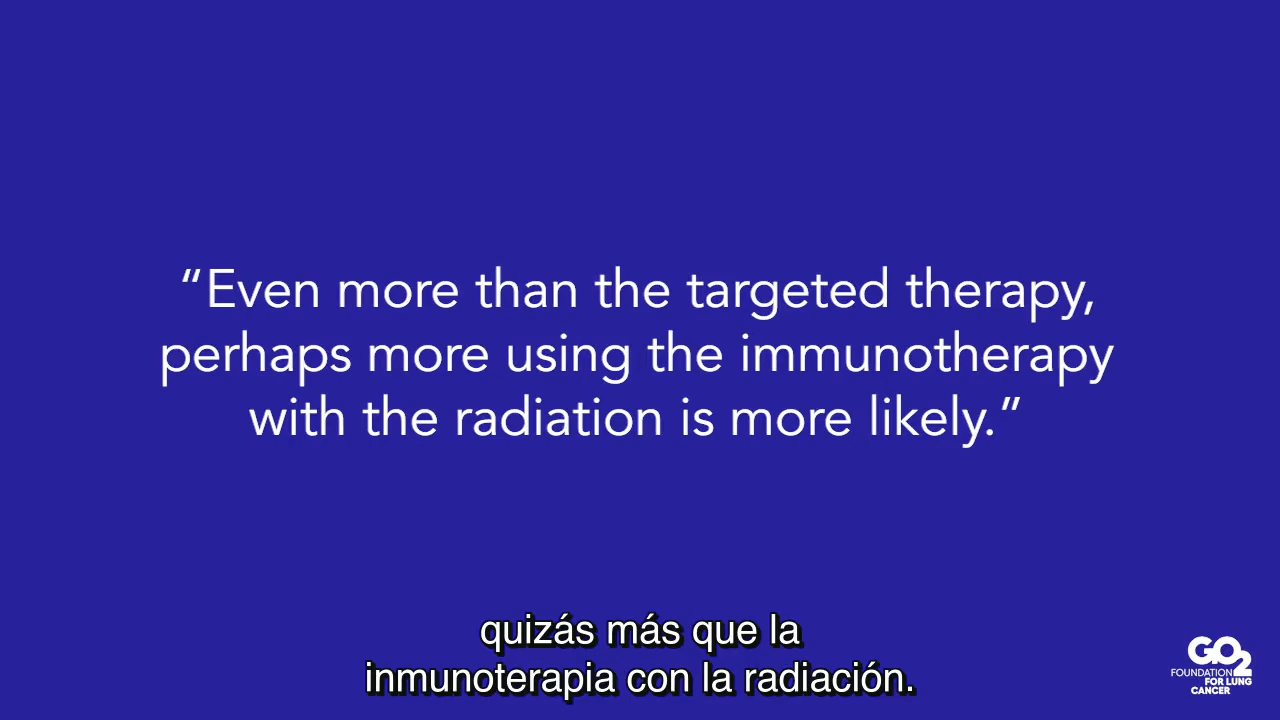 “Even more than the targeted therapy,
perhaps more using the immunotherapy
with the radiation is more likely.”
quizás más que la
inmunoterapia con la radiación.
GO2
FOUNDATION
FOR LUNG
CANCER